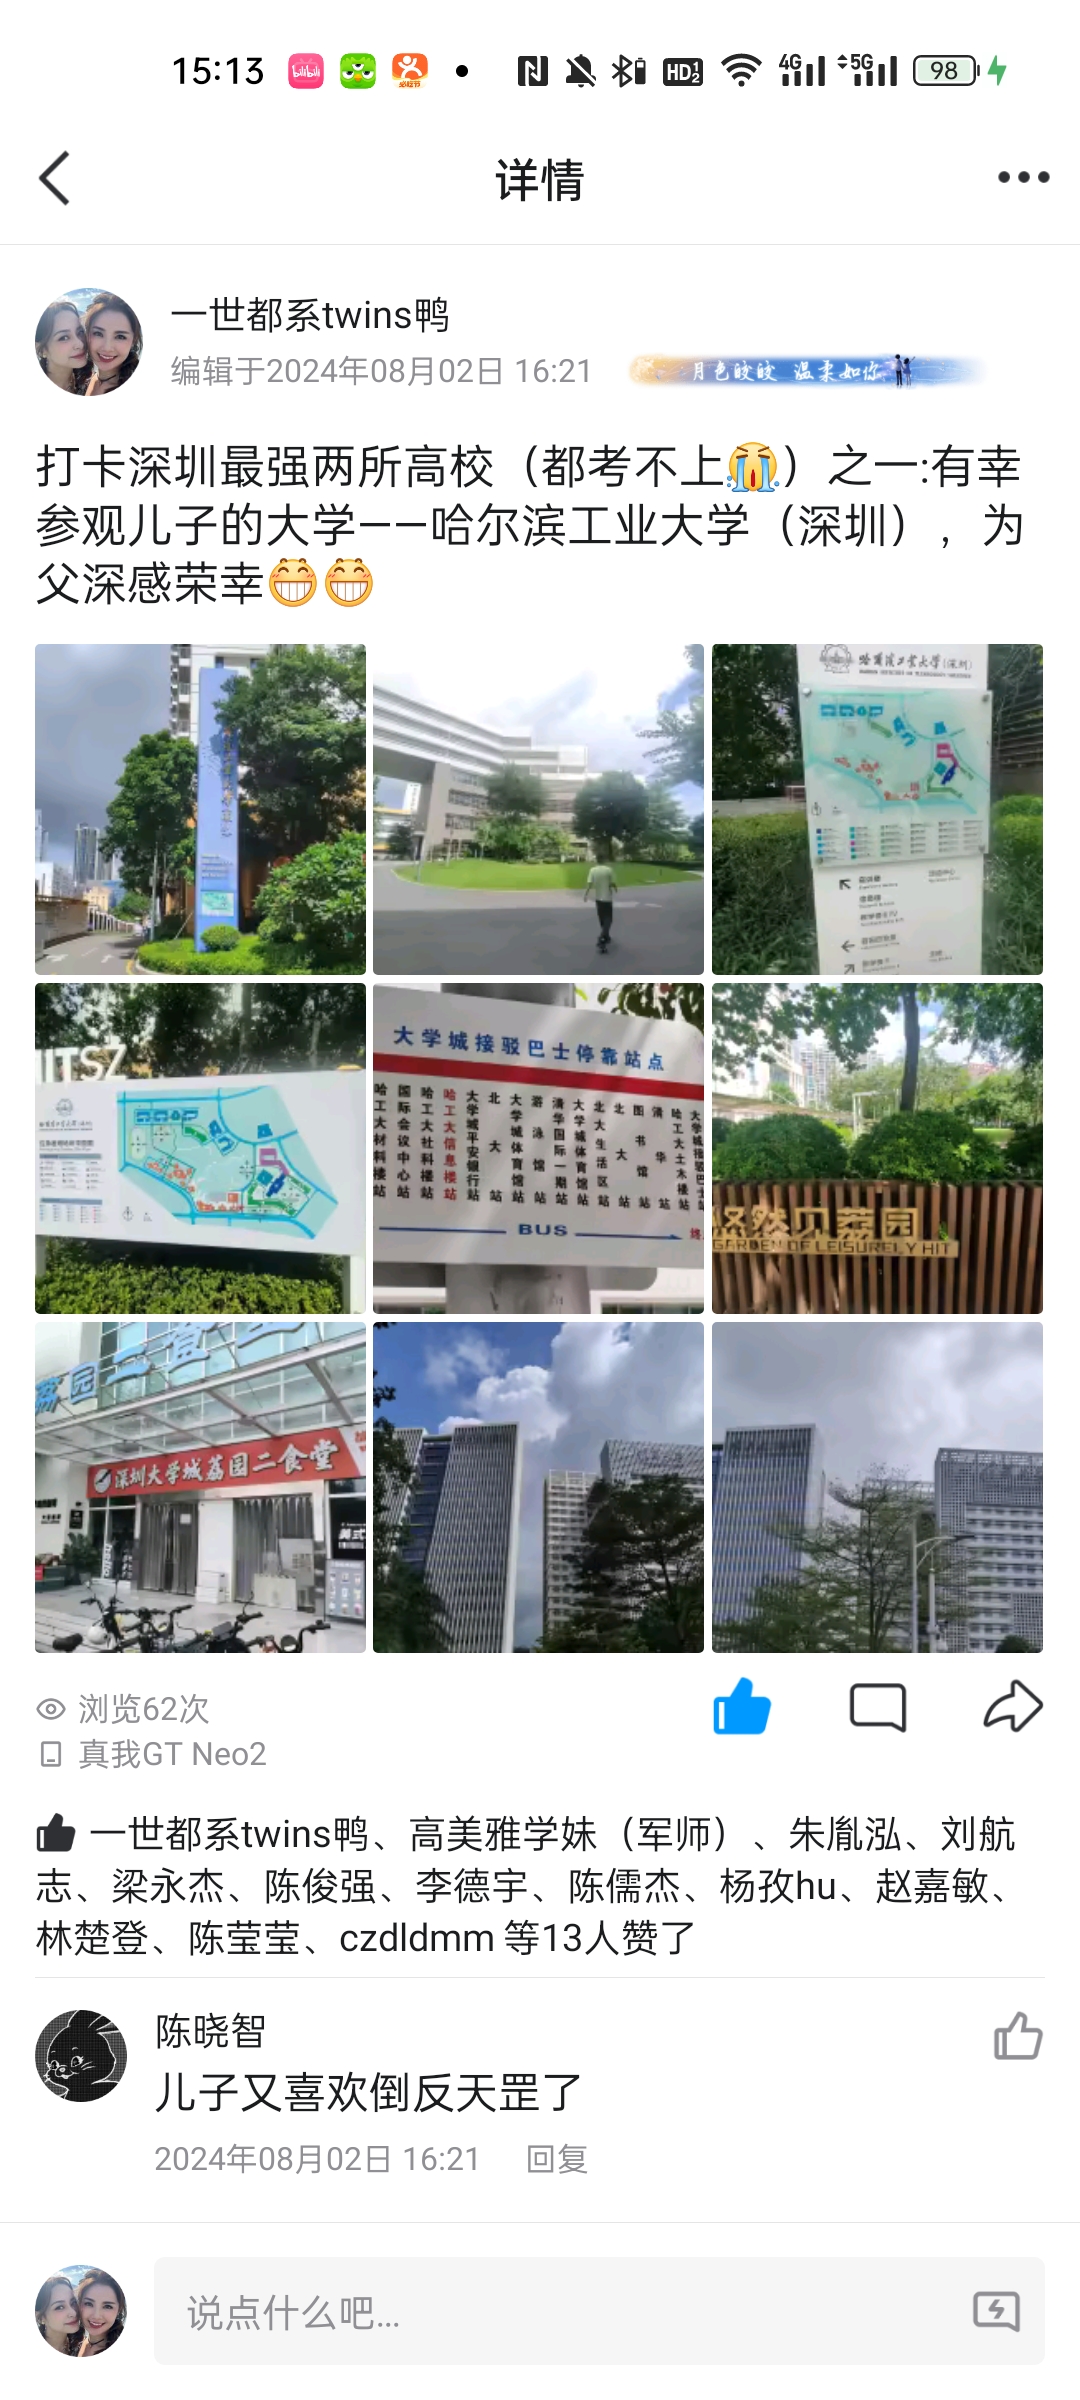 15:13
bilibili
必吃节
HD 1 2
4G
5G
98
详情
一世都系twins鸭
编辑于2024年08月02日 16:21
月色皎皎 温柔如你
打卡深圳最强两所高校（都考不上😭）之一:有幸
参观儿子的大学——哈尔滨工业大学（深圳），为
父深感荣幸😁😁
哈尔滨工业大学(深圳)
大学城接驳巴士停靠站点
哈工大材料楼站
国际会议中心站
哈工大社科楼站
哈工大信息楼站
大学城平安银行站
北大站
大学城体育馆站
游泳馆站
清华国际一期站
大学城体育馆站
北大生活区站
北大站
图书馆站
清华站
哈工大土木楼站
BUS
终
悠然贝荔园
GARDEN OF LEISURELY HIT
荔园二食堂
深圳大学城荔园二食堂
hello
美式
浏览62次
真我GT Neo2
一世都系twins鸭、高美雅学妹（军师）、朱胤泓、刘航
志、梁永杰、陈俊强、李德宇、陈儒杰、杨孜hu、赵嘉敏、
林楚登、陈莹莹、czdldmm 等13人赞了
陈晓智
儿子又喜欢倒反天罡了
2024年08月02日 16:21 回复
说点什么吧...